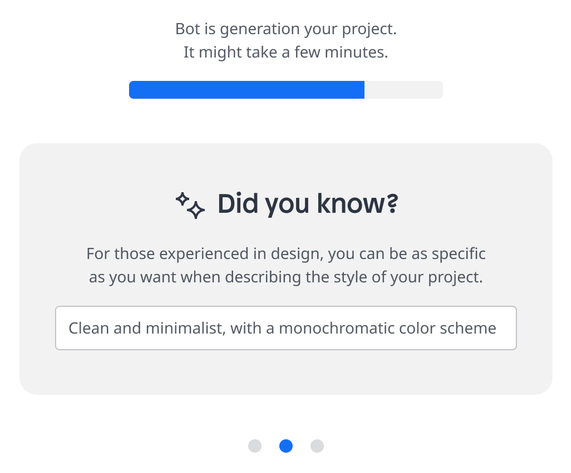 Bot is generation your project.
It might take a few minutes.
Did you know?
For those experienced in design, you can be as specific
as you want when describing the style of your project.
Clean and minimalist, with a monochromatic color scheme